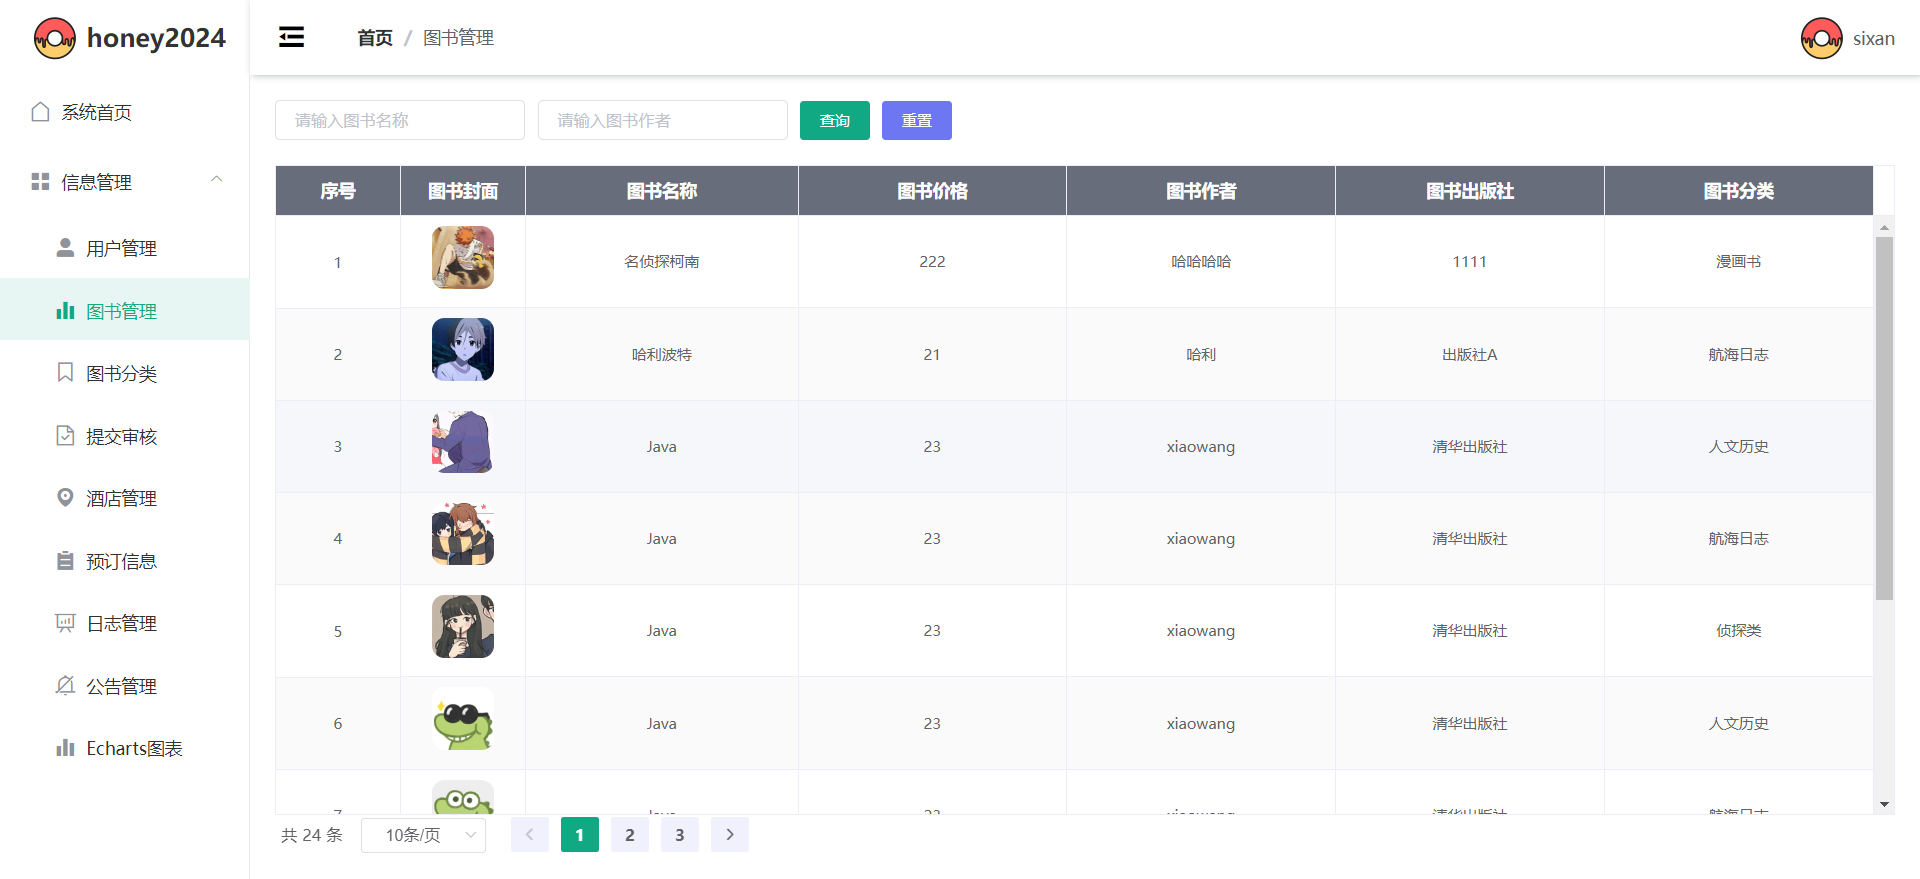 honey2024
首页 / 图书管理
sixan
系统首页
信息管理
用户管理
图书管理
图书分类
提交审核
酒店管理
预订信息
日志管理
公告管理
Echarts图表
请输入图书名称 请输入图书作者 查询 重置
序号 图书封面 图书名称 图书价格 图书作者 图书出版社 图书分类
1 名侦探柯南 222 哈哈哈哈 1111 漫画书
2 哈利波特 21 哈利 出版社A 航海日志
3 Java 23 xiaowang 清华出版社 人文历史
4 Java 23 xiaowang 清华出版社 航海日志
5 Java 23 xiaowang 清华出版社 侦探类
6 Java 23 xiaowang 清华出版社 人文历史
共 24 条 10条/页 1 2 3